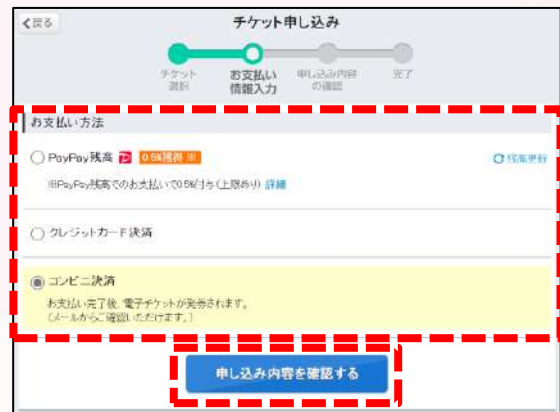 戻る
チケット申し込み
チケット
選択
お支払い
情報入力
申し込み内容
の確認
完了
お支払い方法
PayPay残高 0.5%獲得 ※
残高更新
※PayPay残高でのお支払いで0.5%付与(上限あり) 詳細
クレジットカード決済
コンビニ決済
お支払い完了後、電子チケットが発券されます。
(メールからご確認いただけます。)
申し込み内容を確認する